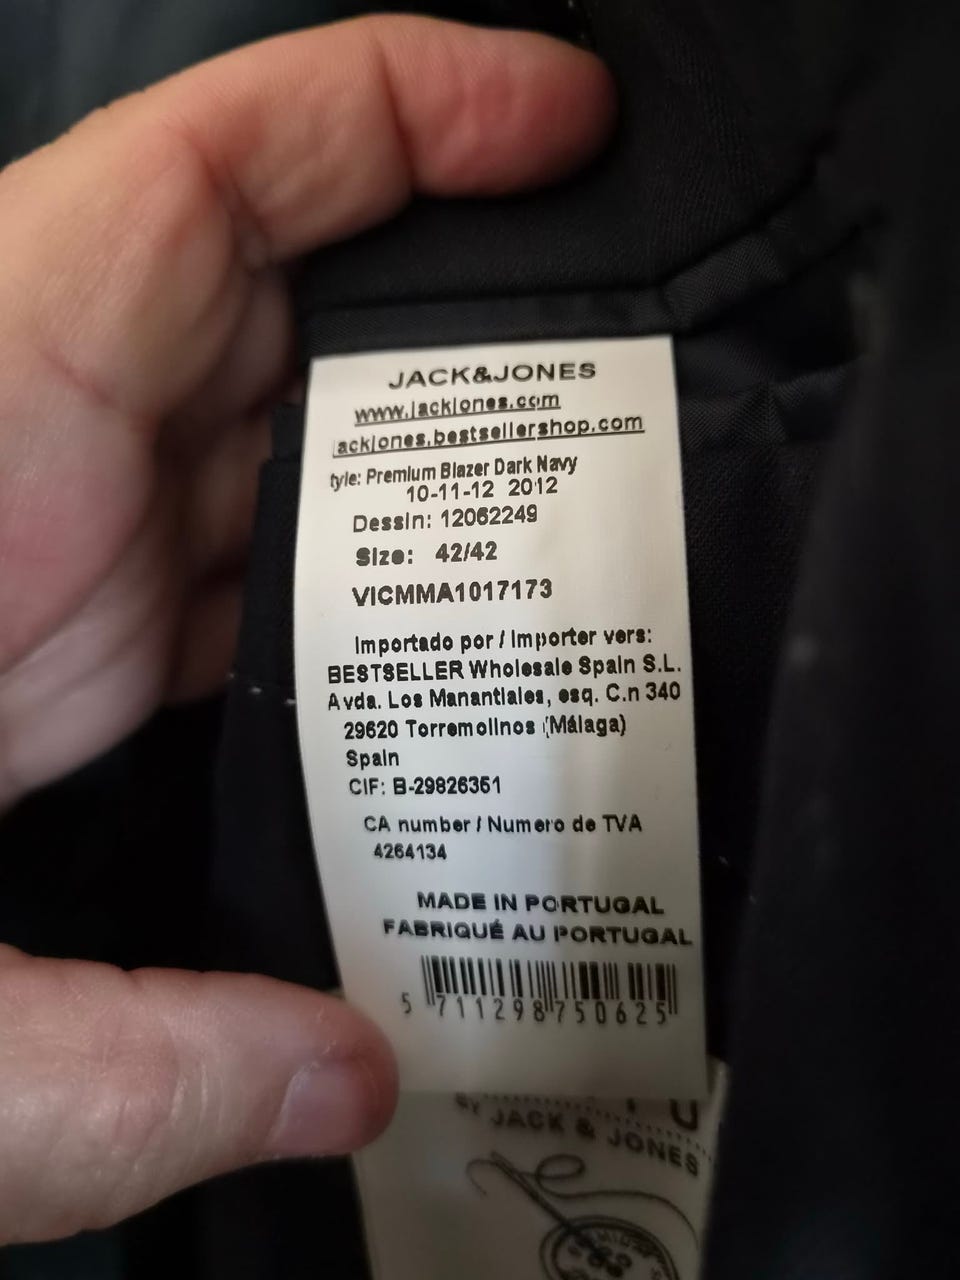 JACK&JONES
www.jackjones.com
jackjones.bestsellershop.com
tyle: Premium Blazer Dark Navy
10-11-12 2012
Dessin: 12062249
Size: 42/42
VICMMA1017173
Importado por / Importer vers:
BESTSELLER Wholesale Spain S.L.
Avda. Los Manantiales, esq. C.n 340
29620 Torremolinos (Málaga)
Spain
CIF: B-29826351
CA number / Numero de TVA
4264134
MADE IN PORTUGAL
FABRIQUÉ AU PORTUGAL
5 711298 750625
BY JACK & JONES